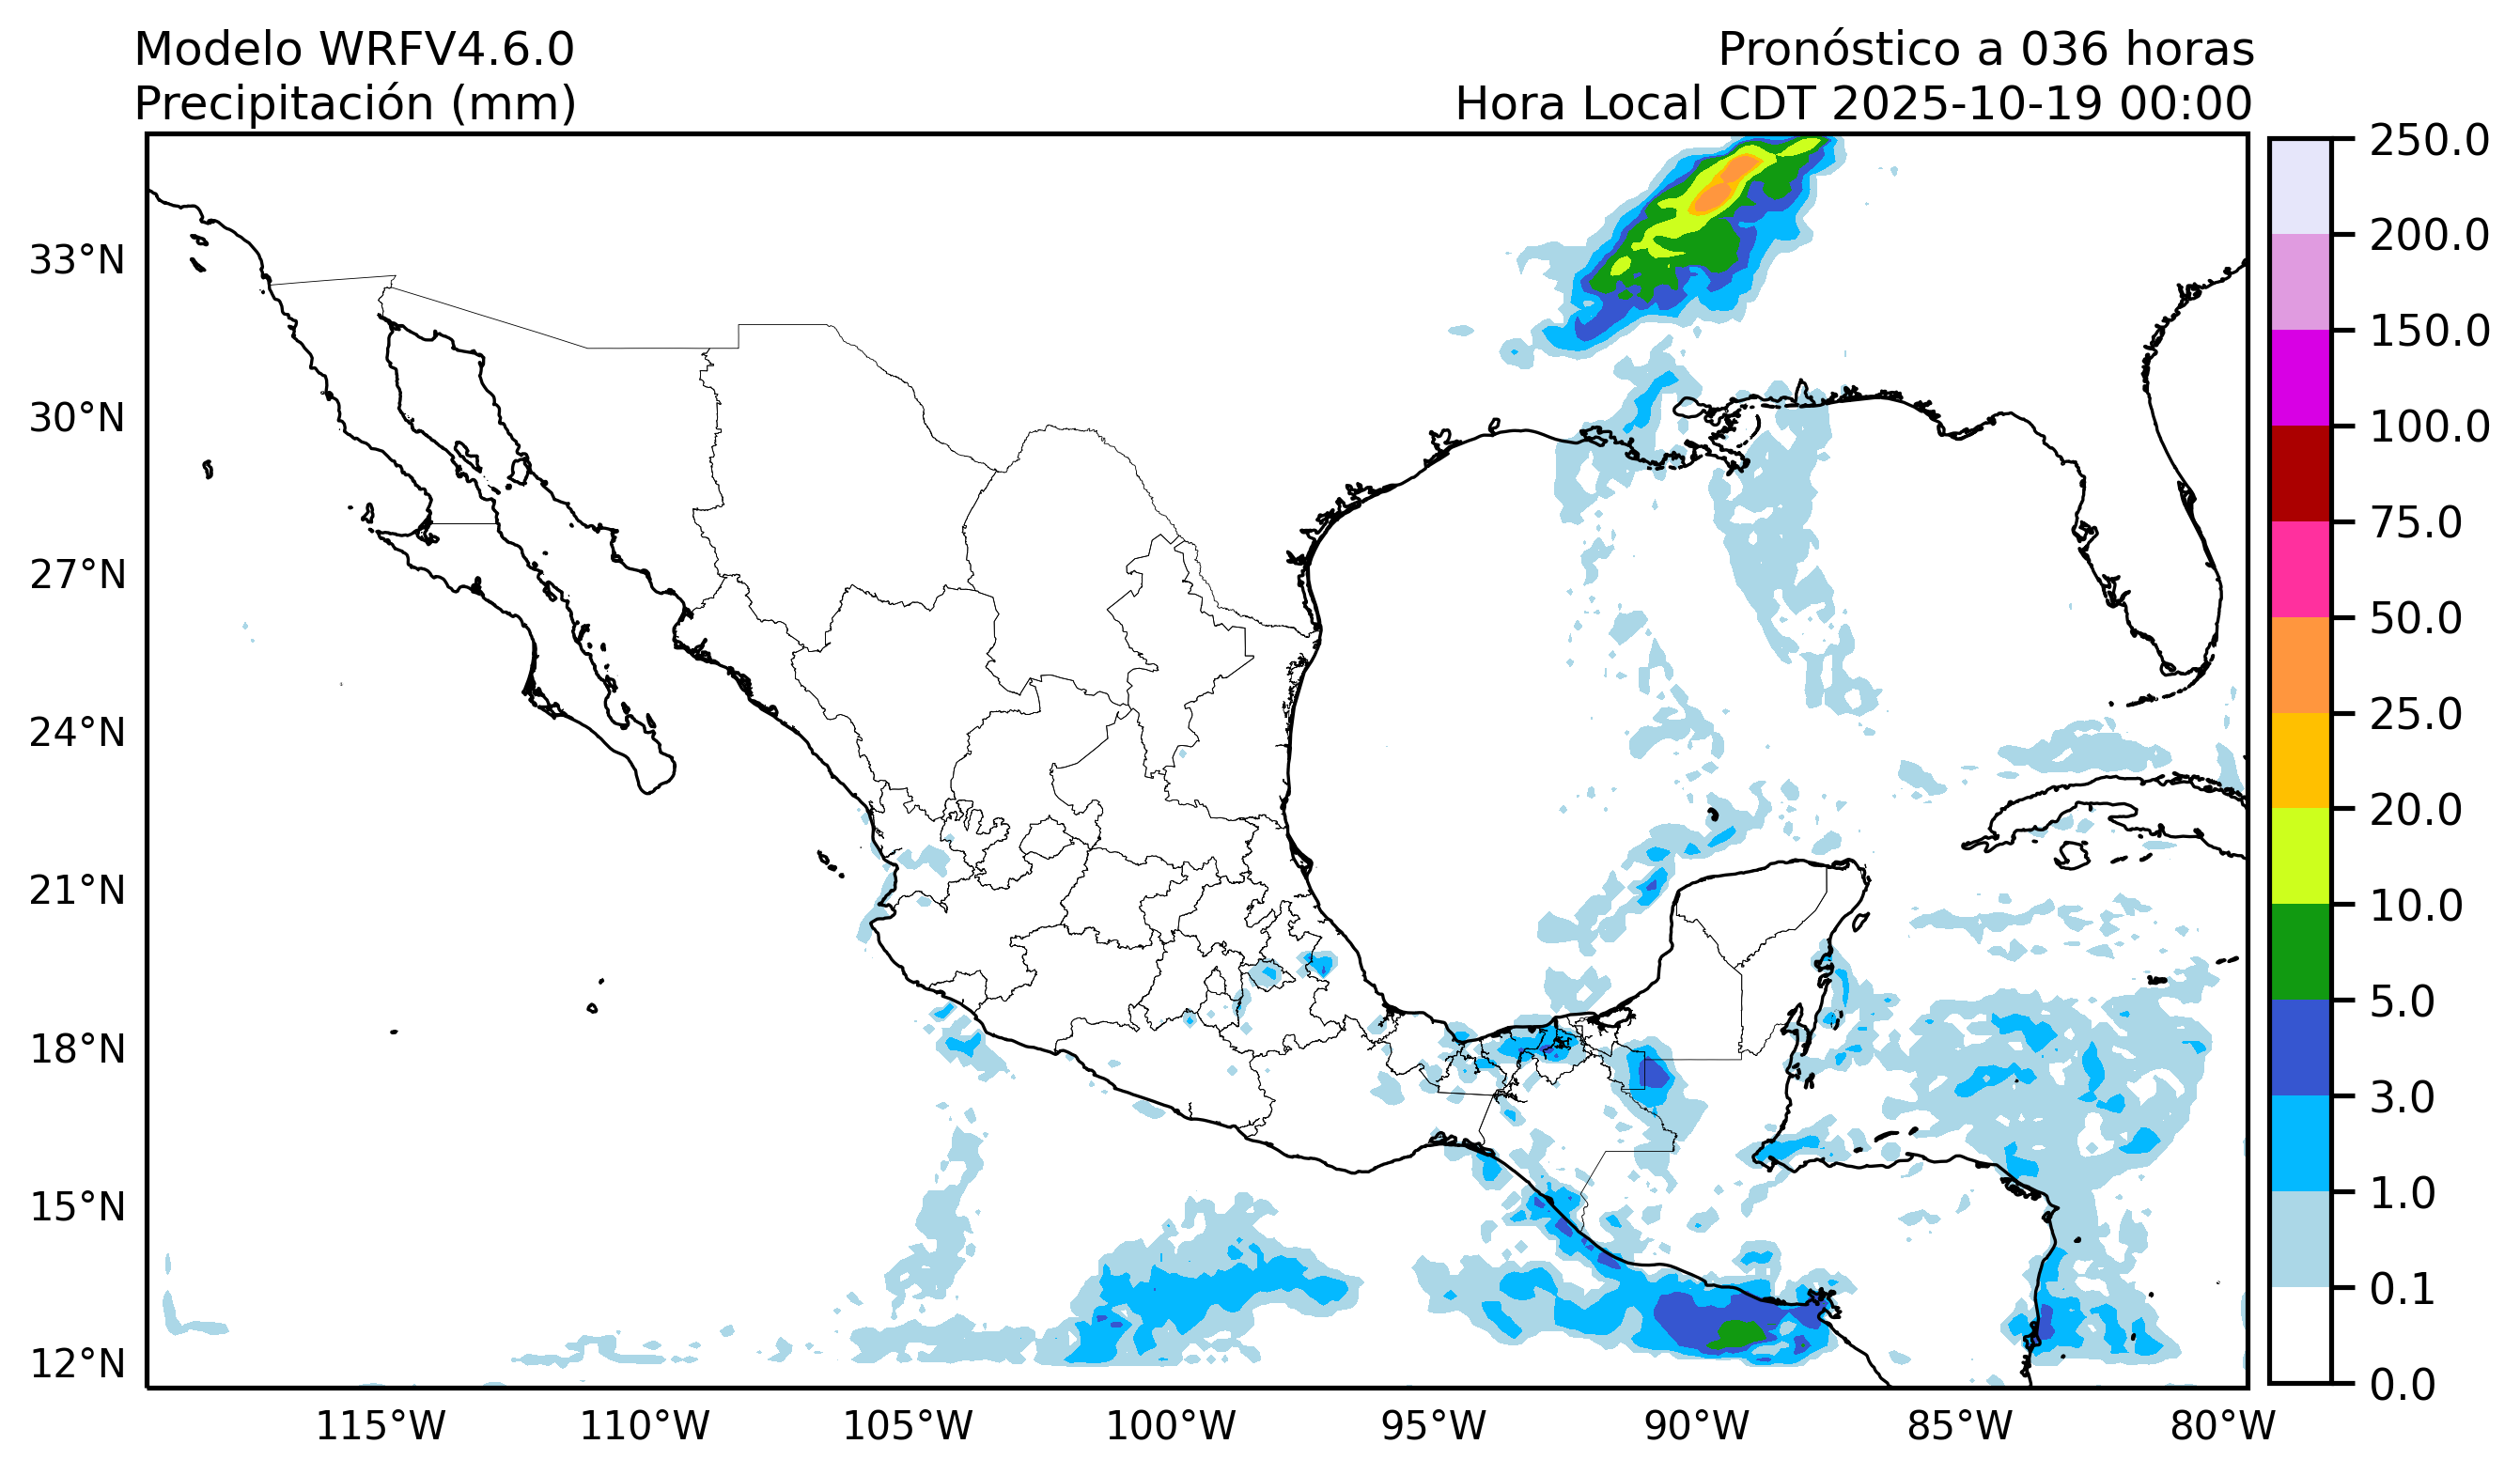 Modelo WRFV4.6.0
Precipitación (mm)
Pronóstico a 036 horas
Hora Local CDT 2025-10-19 00:00
33°N
30°N
27°N
24°N
21°N
18°N
15°N
12°N
115°W
110°W
105°W
100°W
95°W
90°W
85°W
80°W
250.0
200.0
150.0
100.0
75.0
50.0
25.0
20.0
10.0
5.0
3.0
1.0
0.1
0.0